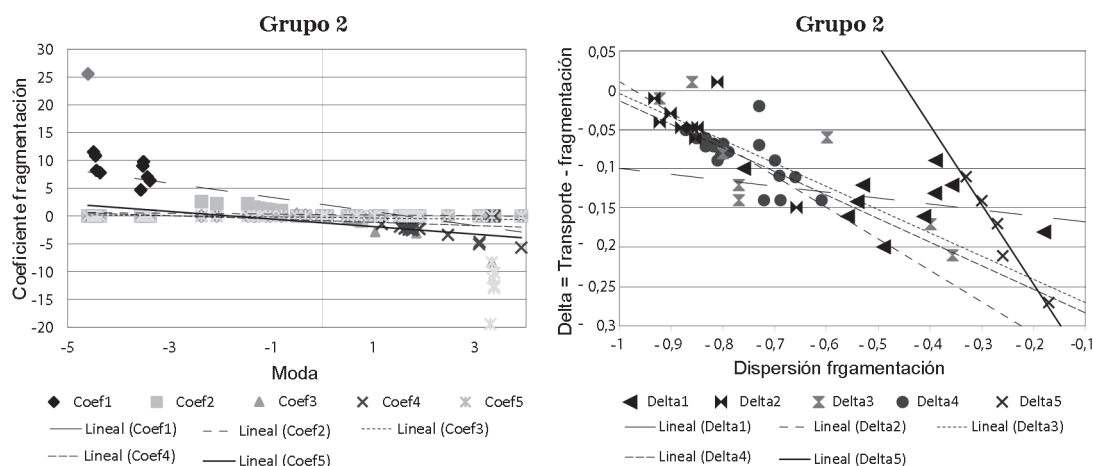 Grupo 2
30
25
20
15
10
5
0
-5
-10
-15
-20
Coeficiente fragmentación
-5 -3 -1 1 3
Moda
Coef1 Coef2 Coef3 Coef4 Coef5
Lineal (Coef1) Lineal (Coef2) Lineal (Coef3)
Lineal (Coef4) Lineal (Coef5)
Grupo 2
0,05
0
- 0,05
- 0,1
- 0,15
- 0,2
- 0,25
- 0,3
Delta = Transporte - fragmentación
-1 - 0,9 - 0,8 - 0,7 - 0,6 - 0,5 - 0,4 - 0,3 - 0,2 - 0,1
Dispersión frgamentación
Delta1 Delta2 Delta3 Delta4 Delta5
Lineal (Delta1) Lineal (Delta2) Lineal (Delta3)
Lineal (Delta4) Lineal (Delta5)